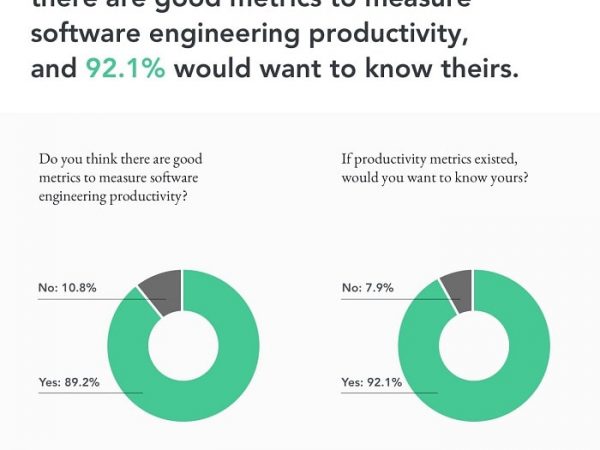 there are good metrics to measure
software engineering productivity,
and 92.1% would want to know theirs.
Do you think there are good
metrics to measure software
engineering productivity?
No: 10.8%
Yes: 89.2%
If productivity metrics existed,
would you want to know yours?
No: 7.9%
Yes: 92.1%